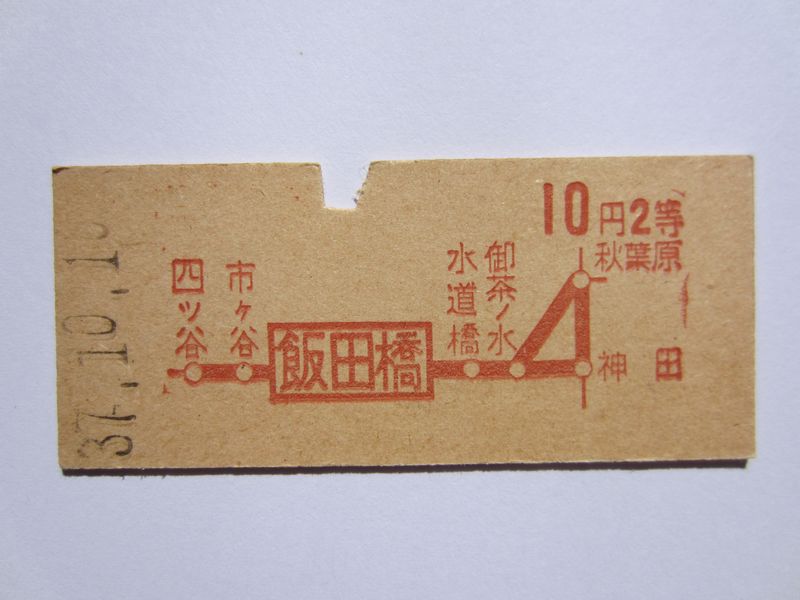 10円2等
秋葉原
御茶ノ水
水道橋
飯田橋
市ヶ谷
四ツ谷
神田
37.10.1